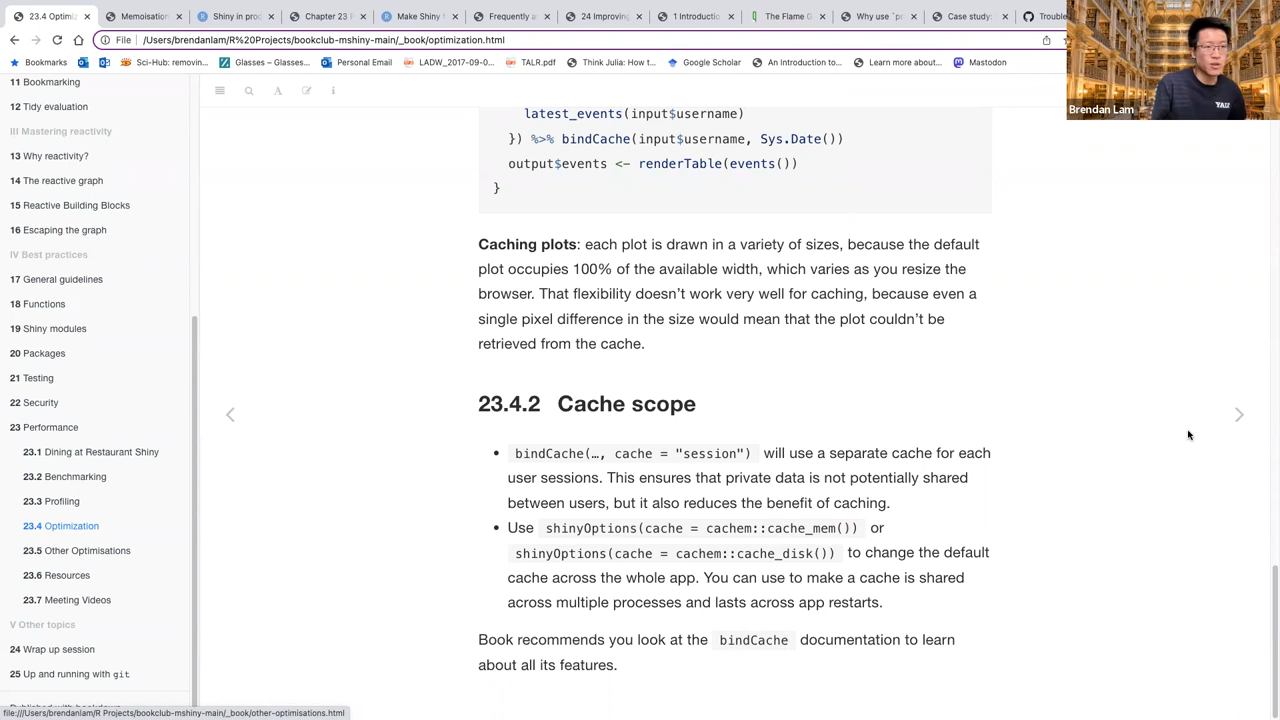 23.4 Optimiz
Memoisation
Shiny in prod
Chapter 23 P
Make Shiny f
Frequently a
24 Improving
1 Introductio
The Flame G
Why use `pr
Case study:
Trouble
File
/Users/brendanlam/R%20Projects/bookclub-mshiny-main/_book/optimization.html
Bookmarks
Sci-Hub: removin...
Glasses – Glasses...
Personal Email
LADW_2017-09-0...
TALR.pdf
Think Julia: How t...
Google Scholar
An Introduction to...
Learn more about...
Mastodon
Brendan Lam
YALE
11 Bookmarking
12 Tidy evaluation
III Mastering reactivity
13 Why reactivity?
14 The reactive graph
15 Reactive Building Blocks
16 Escaping the graph
IV Best practices
17 General guidelines
18 Functions
19 Shiny modules
20 Packages
21 Testing
22 Security
23 Performance
23.1 Dining at Restaurant Shiny
23.2 Benchmarking
23.3 Profiling
23.4 Optimization
23.5 Other Optimisations
23.6 Resources
23.7 Meeting Videos
V Other topics
24 Wrap up session
25 Up and running with git
Published with bookdown
file:///Users/brendanlam/R Projects/bookclub-mshiny-main/_book/other-optimisations.html
latest_events(input$username)
}) %>% bindCache(input$username, Sys.Date())
output$events <- renderTable(events())
}
Caching plots: each plot is drawn in a variety of sizes, because the default
plot occupies 100% of the available width, which varies as you resize the
browser. That flexibility doesn't work very well for caching, because even a
single pixel difference in the size would mean that the plot couldn't be
retrieved from the cache.
23.4.2 Cache scope
• bindCache(…, cache = "session") will use a separate cache for each
user sessions. This ensures that private data is not potentially shared
between users, but it also reduces the benefit of caching.
• Use shinyOptions(cache = cachem::cache_mem()) or
shinyOptions(cache = cachem::cache_disk()) to change the default
cache across the whole app. You can use to make a cache is shared
across multiple processes and lasts across app restarts.
Book recommends you look at the bindCache documentation to learn
about all its features.